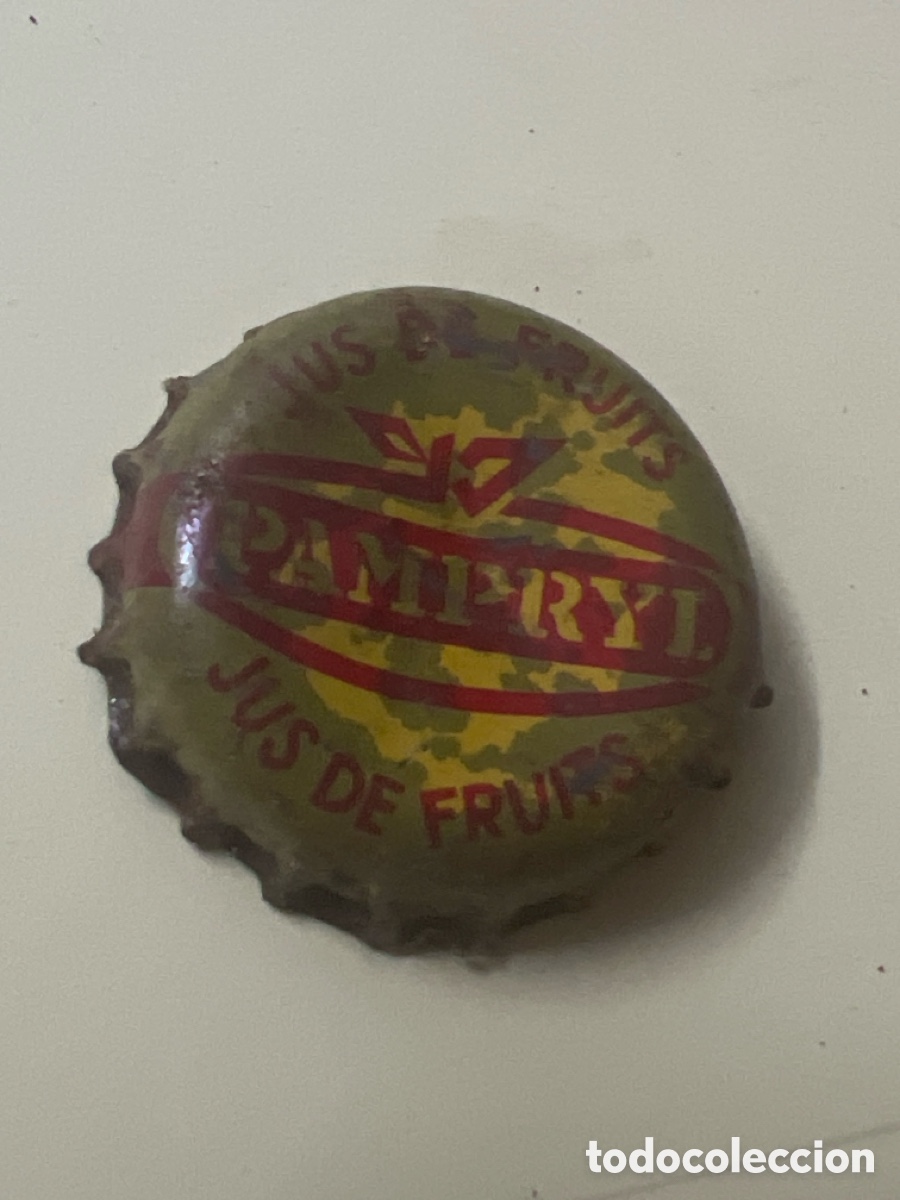 JUS DE FRUITS
PAMPRYL
JUS DE FRUITS
todocoleccion